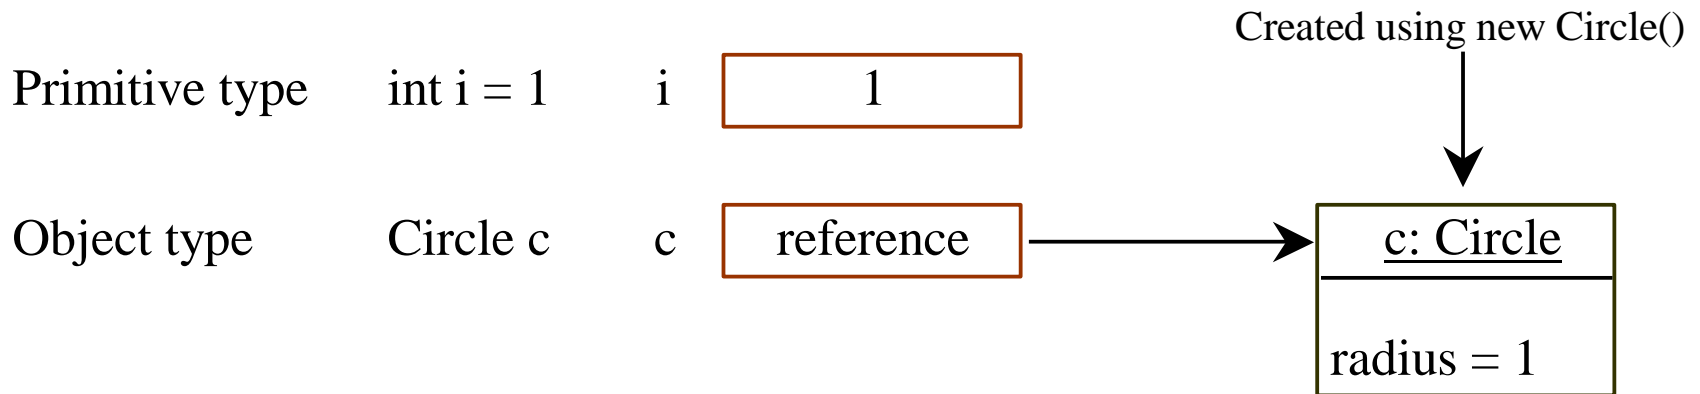 Created using new Circle()
Primitive type int i = 1 i 1
Object type Circle c c reference c: Circle
radius = 1